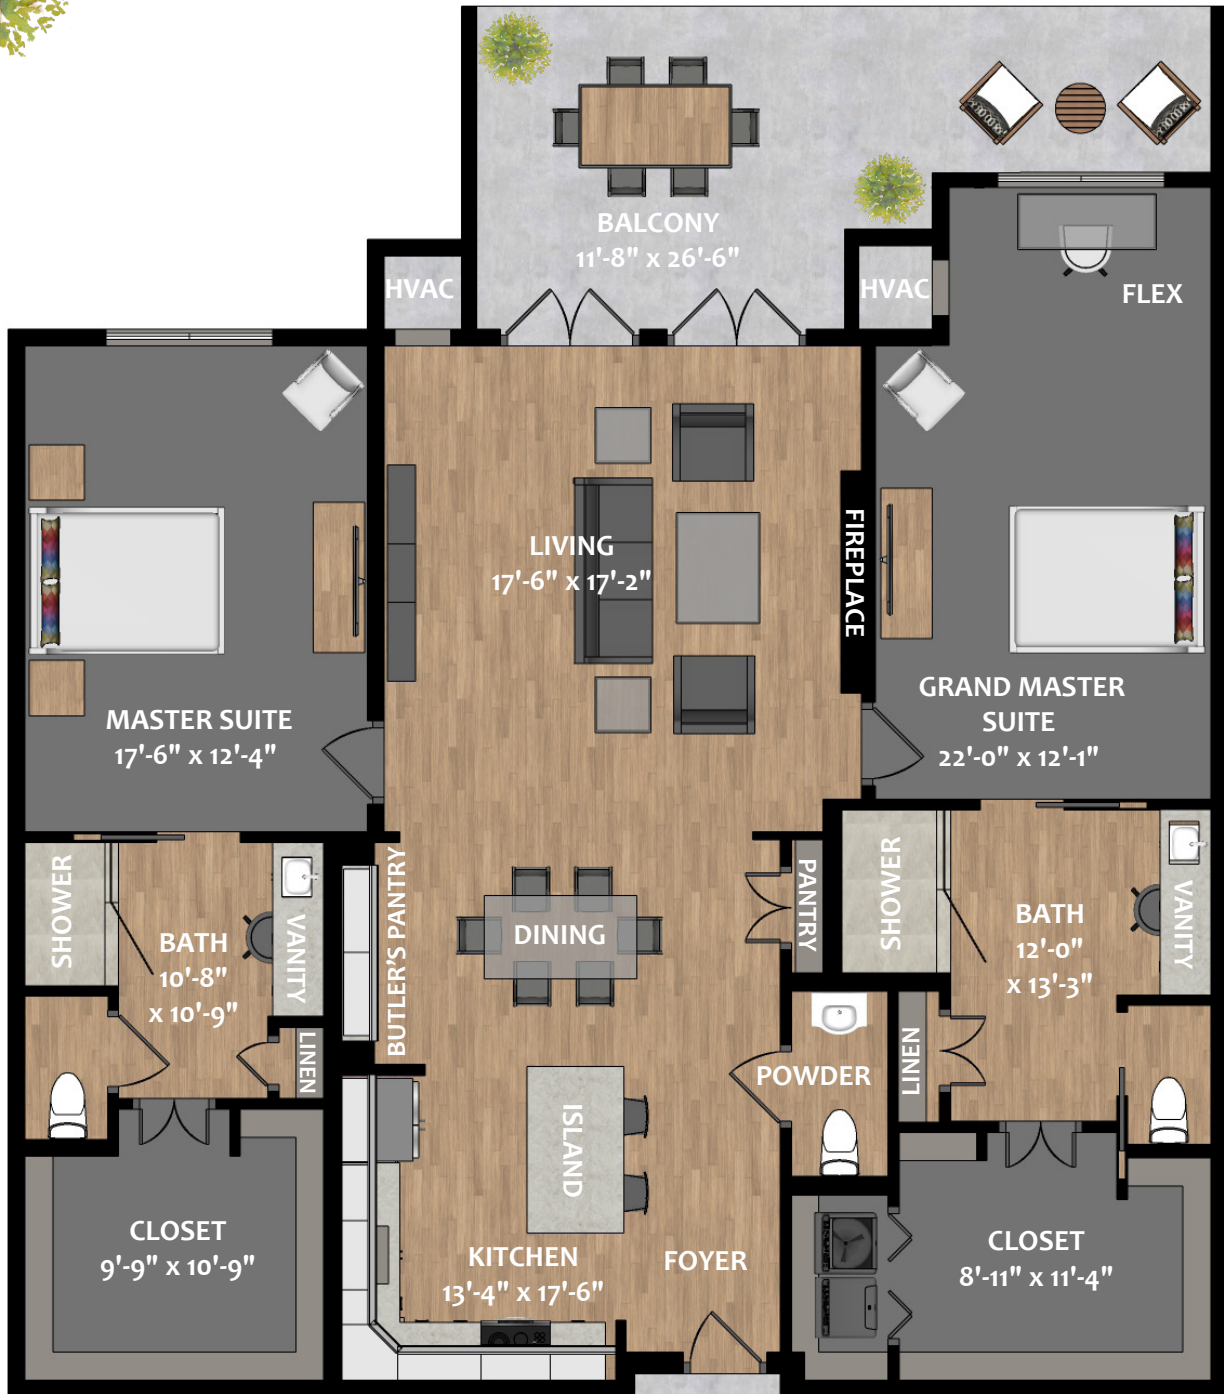 BALCONY
11'-8" x 26'-6"
HVAC
HVAC
FLEX
LIVING
17'-6" x 17'-2"
FIREPLACE
MASTER SUITE
17'-6" x 12'-4"
GRAND MASTER
SUITE
22'-0" x 12'-1"
SHOWER
BATH
10'-8"
x 10'-9"
VANITY
LINEN
BUTLER'S PANTRY
DINING
PANTRY
SHOWER
BATH
12'-0"
x 13'-3"
VANITY
POWDER
LINEN
ISLAND
CLOSET
9'-9" x 10'-9"
KITCHEN
13'-4" x 17'-6"
FOYER
CLOSET
8'-11" x 11'-4"